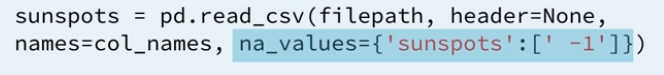 sunspots = pd.read_csv(filepath, header=None,
names=col_names, na_values={'sunspots':[' -1']})